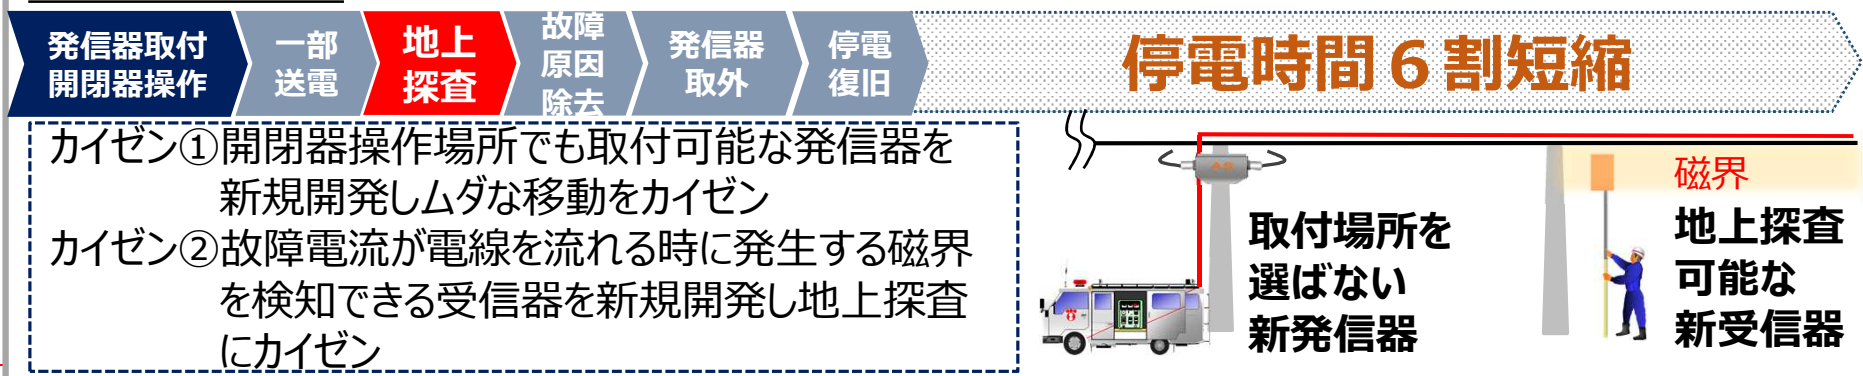 発信器取付
開閉器操作
一部
送電
地上
探査
故障
原因
除去
発信器
取外
停電
復旧
停電時間６割短縮
カイゼン①開閉器操作場所でも取付可能な発信器を
新規開発しムダな移動をカイゼン
カイゼン②故障電流が電線を流れる時に発生する磁界
を検知できる受信器を新規開発し地上探査
にカイゼン
取付場所を
選ばない
新発信器
磁界
地上探査
可能な
新受信器